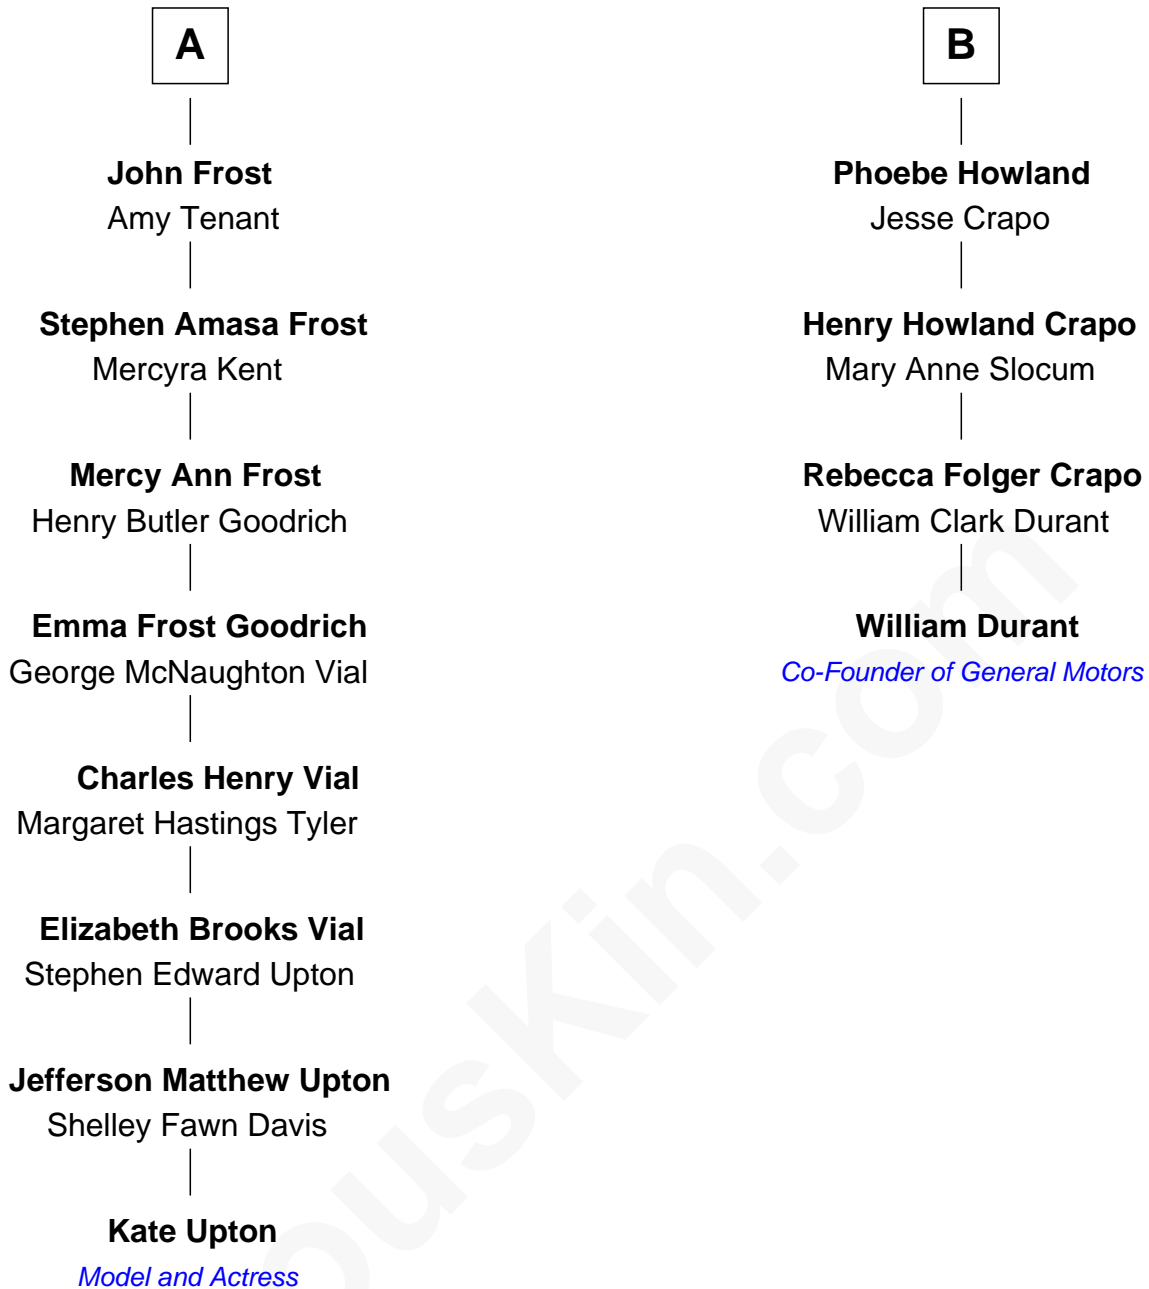 A
B
John Frost
Amy Tenant
Phoebe Howland
Jesse Crapo
Stephen Amasa Frost
Mercyra Kent
Henry Howland Crapo
Mary Anne Slocum
Mercy Ann Frost
Henry Butler Goodrich
Rebecca Folger Crapo
William Clark Durant
Emma Frost Goodrich
George McNaughton Vial
William Durant
Co-Founder of General Motors
Charles Henry Vial
Margaret Hastings Tyler
Elizabeth Brooks Vial
Stephen Edward Upton
Jefferson Matthew Upton
Shelley Fawn Davis
Kate Upton
Model and Actress
ousKin.com